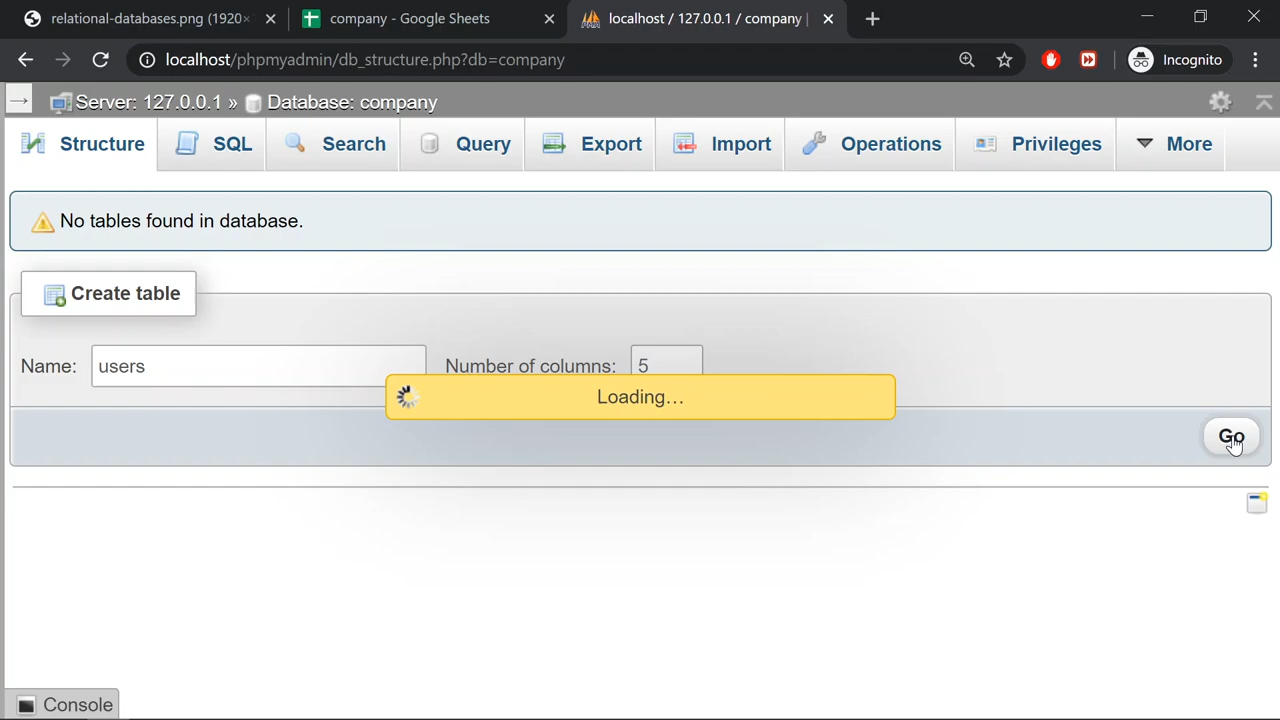 relational-databases.png (1920×
company - Google Sheets
localhost / 127.0.0.1 / company |
localhost/phpmyadmin/db_structure.php?db=company
Incognito
Server: 127.0.0.1 » Database: company
Structure
SQL
Search
Query
Export
Import
Operations
Privileges
More
No tables found in database.
Create table
Name: users Number of columns: 5
Loading…
Go
Console